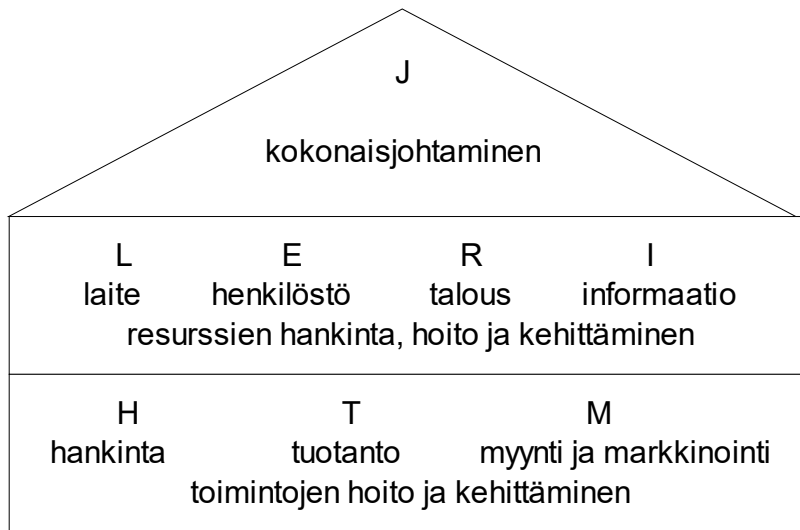 J
kokonaisjohtaminen
L E R I
laite henkilöstö talous informaatio
resurssien hankinta, hoito ja kehittäminen
H T M
hankinta tuotanto myynti ja markkinointi
toimintojen hoito ja kehittäminen